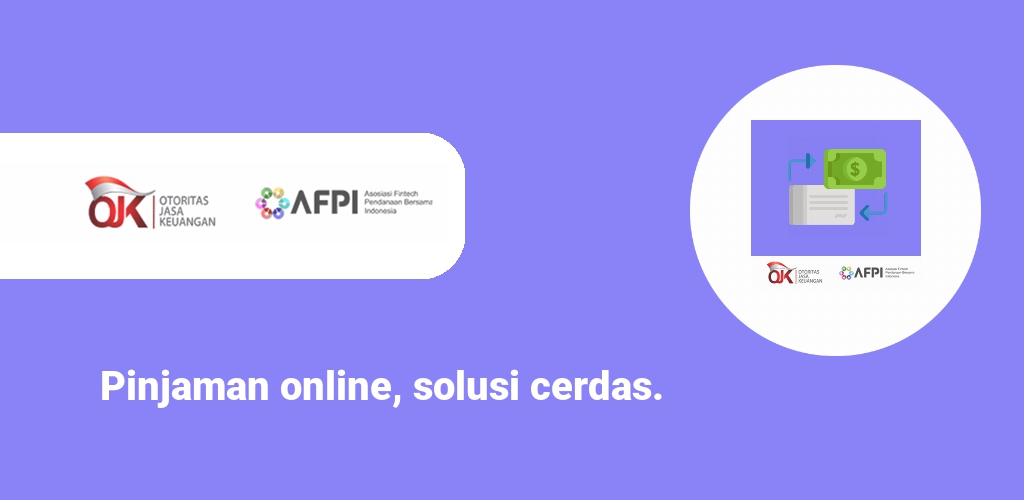 OJK OTORITAS
JASA
KEUANGAN
AFPI Asosiasi Fintech
Pendanaan Bersama
Indonesia
$
OJK OTORITAS
JASA
KEUANGAN
AFPI Asosiasi Fintech
Pendanaan Bersama
Indonesia
Pinjaman online, solusi cerdas.